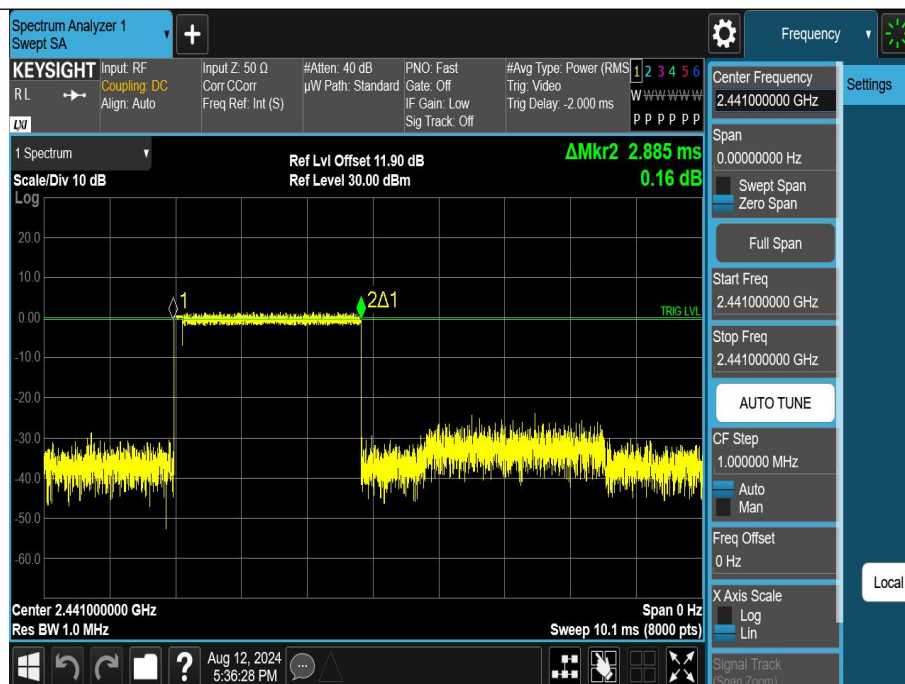 Spectrum Analyzer 1
Swept SA
+
Frequency
KEYSIGHT
RL
LXI
Input: RF
Coupling: DC
Align: Auto
Input Z: 50 Ω
Corr CCorr
Freq Ref: Int (S)
#Atten: 40 dB
µW Path: Standard
PNO: Fast
Gate: Off
IF Gain: Low
Sig Track: Off
#Avg Type: Power (RMS
Trig: Video
Trig Delay: -2.000 ms
1 2 3 4 5 6
W W W W W W
P P P P P P
1 Spectrum
Scale/Div 10 dB
Log
Ref Lvl Offset 11.90 dB
Ref Level 30.00 dBm
ΔMkr2 2.885 ms
0.16 dB
20.0
10.0
0.00
-10.0
-20.0
-30.0
-40.0
-50.0
-60.0
1
2Δ1
TRIG LVL
Center 2.441000000 GHz
Res BW 1.0 MHz
Span 0 Hz
Sweep 10.1 ms (8000 pts)
Center Frequency
2.441000000 GHz
Span
0.00000000 Hz
Swept Span
Zero Span
Full Span
Start Freq
2.441000000 GHz
Stop Freq
2.441000000 GHz
AUTO TUNE
CF Step
1.000000 MHz
Auto
Man
Freq Offset
0 Hz
X Axis Scale
Log
Lin
Signal Track
(Span Zoom)
Settings
Local
?
Aug 12, 2024
5:36:28 PM